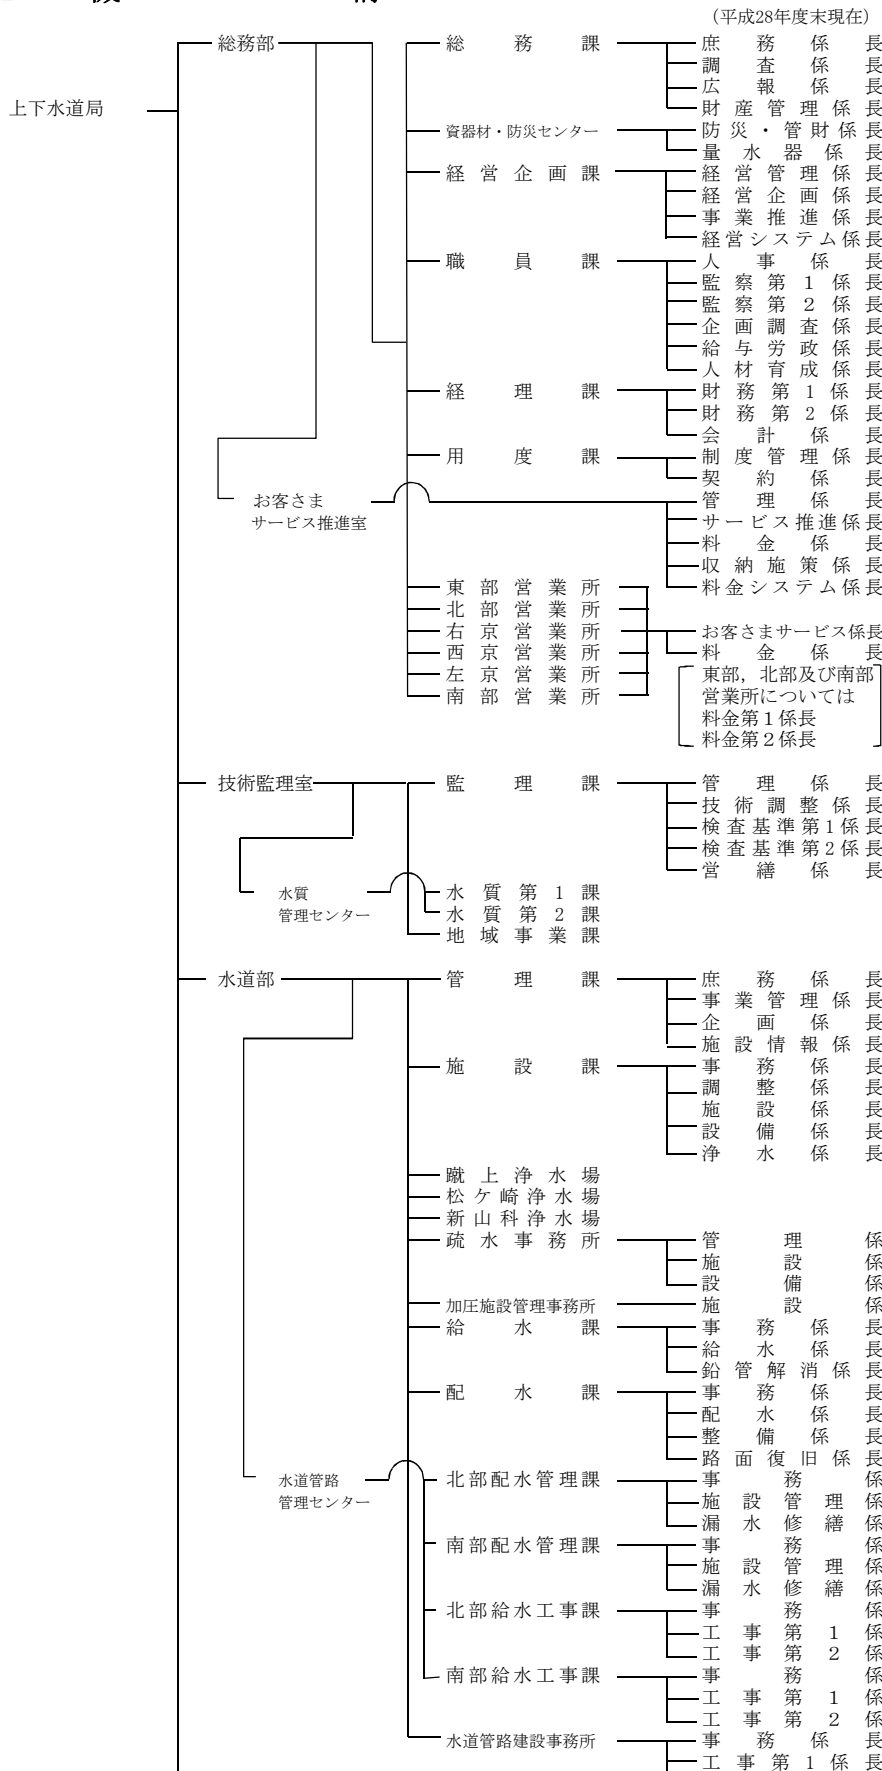 機 構
(平成28年度末現在)
上下水道局
総務部
総務課
庶務係長
調査係長
広報係長
財産管理係長
資器材・防災センター
防災・管財係長
量水器係長
経営企画課
経営管理係長
経営企画係長
事業推進係長
経営システム係長
職員課
人事係長
監察第1係長
監察第2係長
企画調査係長
給与労政係長
人材育成係長
経理課
財務第1係長
財務第2係長
会計係長
用度課
制度管理係長
契約係長
お客さま
サービス推進室
管理係長
サービス推進係長
料金係長
収納施策係長
料金システム係長
東部営業所
北部営業所
右京営業所
西京営業所
左京営業所
南部営業所
お客さまサービス係長
料金係長
東部,北部及び南部
営業所については
料金第1係長
料金第2係長
技術監理室
監理課
管理係長
技術調整係長
検査基準第1係長
検査基準第2係長
営繕係長
水質
管理センター
水質第1課
水質第2課
地域事業課
水道部
管理課
庶務係長
事業管理係長
企画係長
施設情報係長
施設課
事務係長
調整係長
施設係長
設備係長
浄水係長
蹴上浄水場
松ケ崎浄水場
新山科浄水場
疏水事務所
管理係
施設係
設備係
加圧施設管理事務所
施設係
給水課
事務係長
給水係長
鉛管解消係長
配水課
事務係長
配水係長
整備係長
路面復旧係長
水道管路
管理センター
北部配水管理課
事務係
施設管理係
漏水修繕係
南部配水管理課
事務係
施設管理係
漏水修繕係
北部給水工事課
事務係
工事第1係
工事第2係
南部給水工事課
事務係
工事第1係
工事第2係
水道管路建設事務所
事務係長
工事第1係長